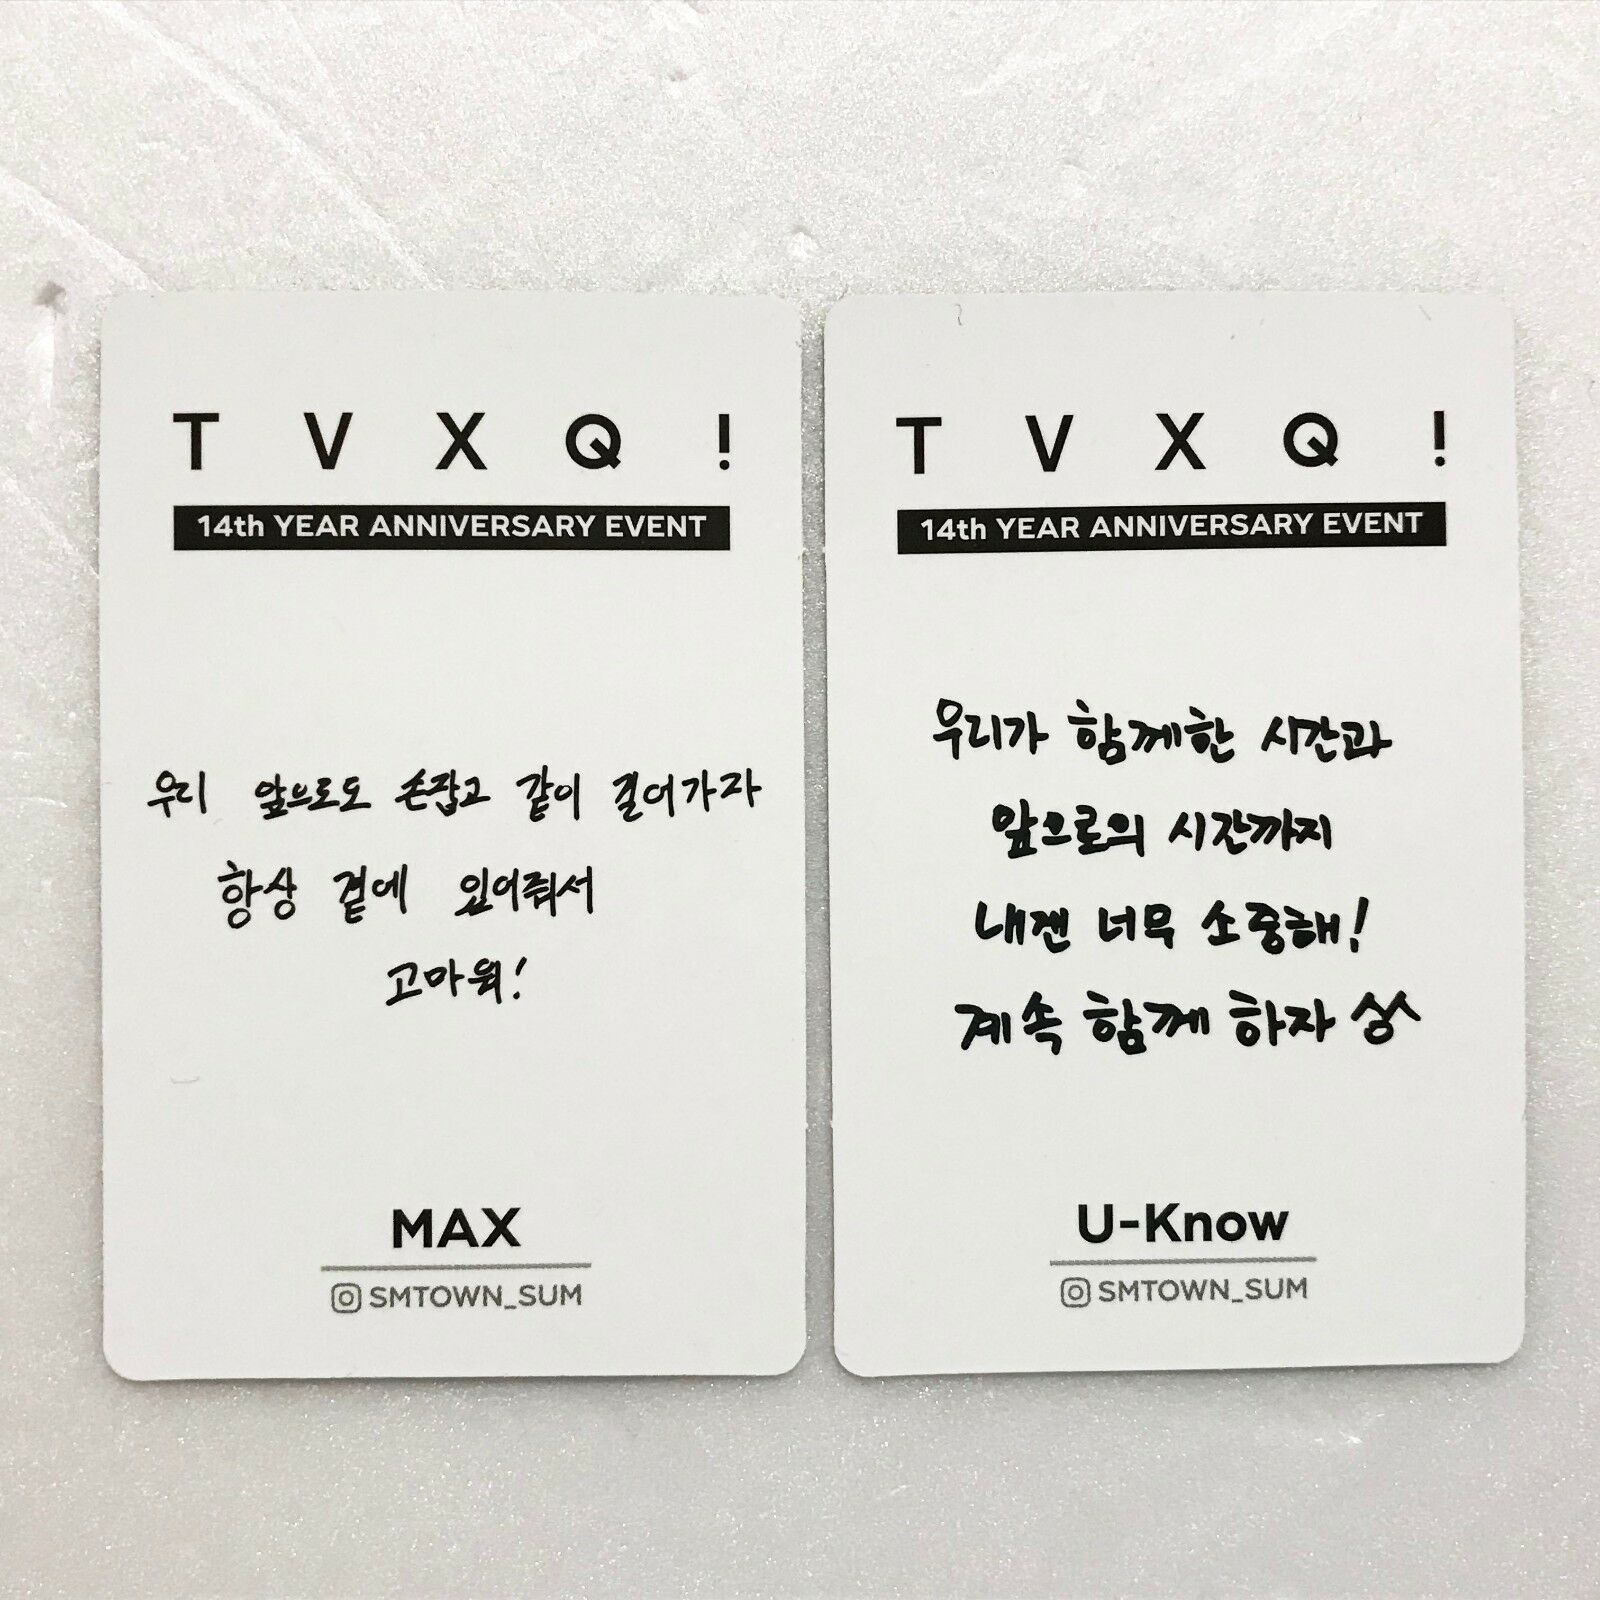 T V X Q !
14th YEAR ANNIVERSARY EVENT
우리 앞으로도 손잡고 같이 걸어가자
항상 곁에 있어줘서
고마워!
MAX
SMTOWN_SUM
T V X Q !
14th YEAR ANNIVERSARY EVENT
우리가 함께한 시간과
앞으로의 시간까지
내겐 너무 소중해!
계속 함께 하자 ^^
U-Know
SMTOWN_SUM